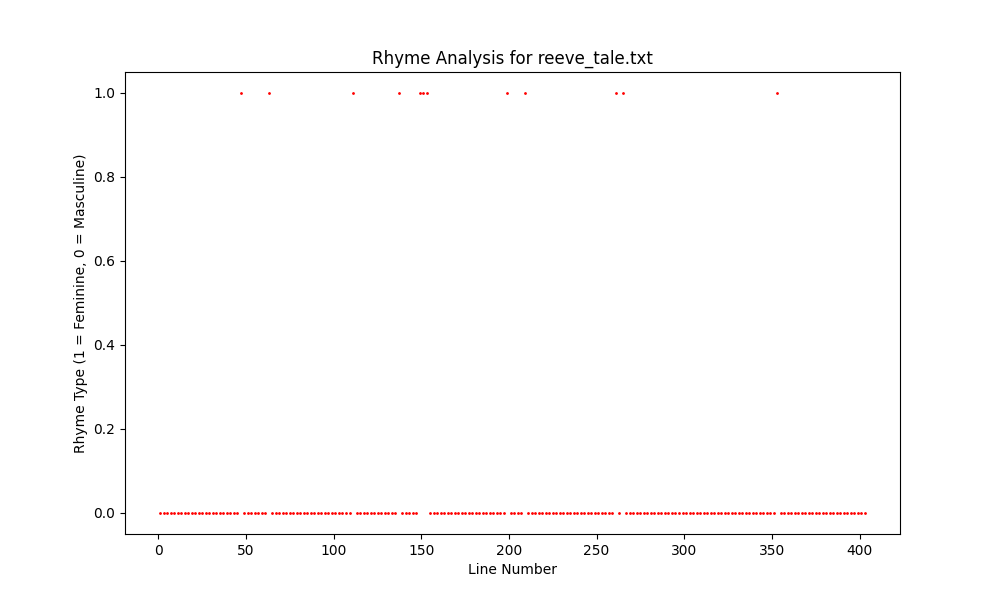 Rhyme Analysis for reeve_tale.txt
Rhyme Type (1 = Feminine, 0 = Masculine)
1.0
0.8
0.6
0.4
0.2
0.0
0 50 100 150 200 250 300 350 400
Line Number